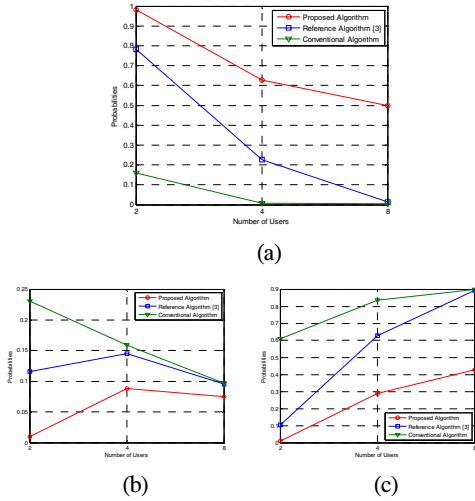 1
0.9
0.8
0.7
0.6
0.5
0.4
0.3
0.2
0.1
0
Probabilities
Proposed Algorithm
Reference Algorithm [3]
Conventional Algorithm
2 4 8
Number of Users
(a)
0.25
0.2
0.15
0.1
0.05
0
Probabilities
Proposed Algorithm
Reference Algorithm [3]
Conventional Algorithm
2 4 8
Number of Users
(b)
0.9
0.8
0.7
0.6
0.5
0.4
0.3
0.2
0.1
0
Probabilities
Proposed Algorithm
Reference Algorithm [3]
Conventional Algorithm
2 4 8
Number of Users
(c)